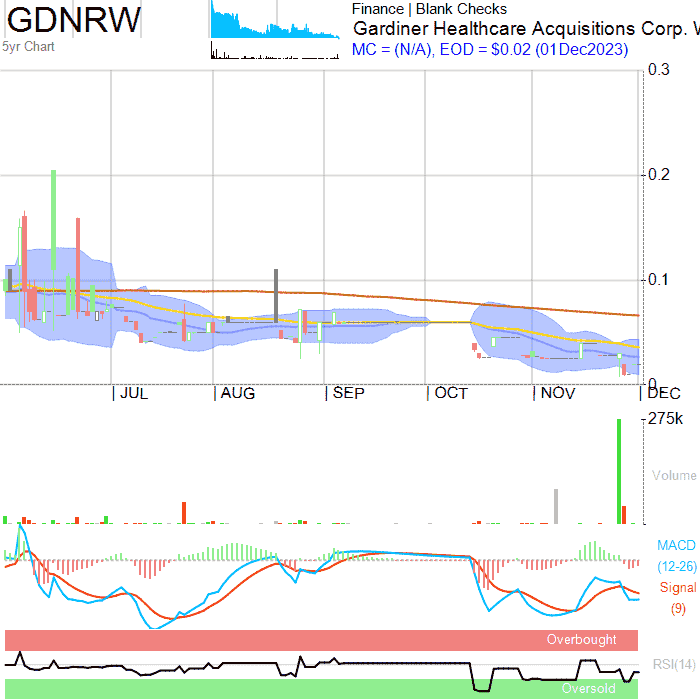 GDNRW
5yr Chart
Finance | Blank Checks
Gardiner Healthcare Acquisitions Corp. W
MC = (N/A), EOD = $0.02 (01Dec2023)
0.3
0.2
0.1
0
JUL
AUG
SEP
OCT
NOV
DEC
275k
Volume
MACD
(12-26)
Signal
(9)
Overbought
RSI(14)
Oversold